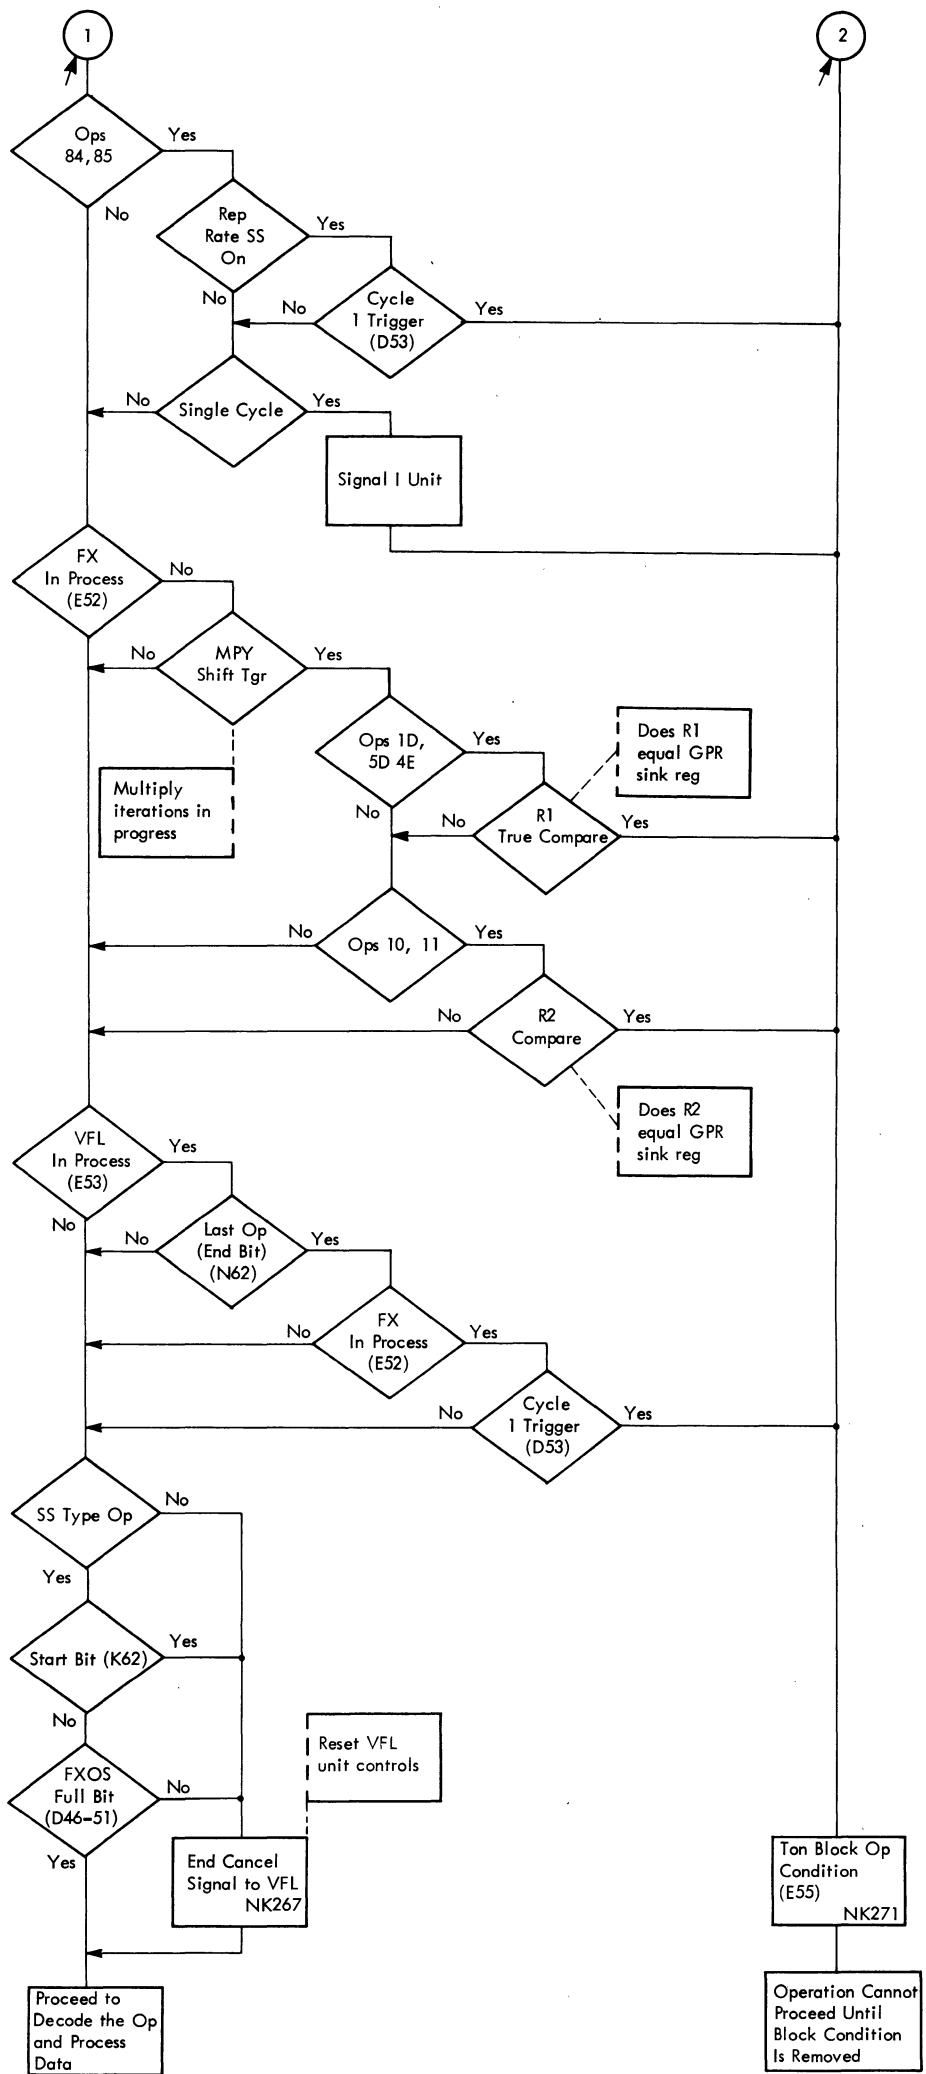 1
2
Ops
84, 85
Yes
No
Rep
Rate SS
On
Yes
No
Cycle
1 Trigger
(D53)
No
Yes
Single Cycle
No
Yes
Signal I Unit
FX
In Process
(E52)
No
MPY
Shift Tgr
No
Yes
Multiply
iterations in
progress
Ops 1D,
5D 4E
Yes
No
Does R1
equal GPR
sink reg
R1
True Compare
No
Yes
Ops 10, 11
No
Yes
R2
Compare
No
Yes
Does R2
equal GPR
sink reg
VFL
In Process
(E53)
Yes
No
Last Op
(End Bit)
(N62)
No
Yes
FX
In Process
(E52)
No
Yes
Cycle
1 Trigger
(D53)
No
Yes
SS Type Op
No
Yes
Start Bit (K62)
Yes
No
FXOS
Full Bit
(D46-51)
No
Yes
Reset VFL
unit controls
End Cancel
Signal to VFL
NK267
Ton Block Op
Condition
(E55)
NK271
Proceed to
Decode the Op
and Process
Data
Operation Cannot
Proceed Until
Block Condition
Is Removed